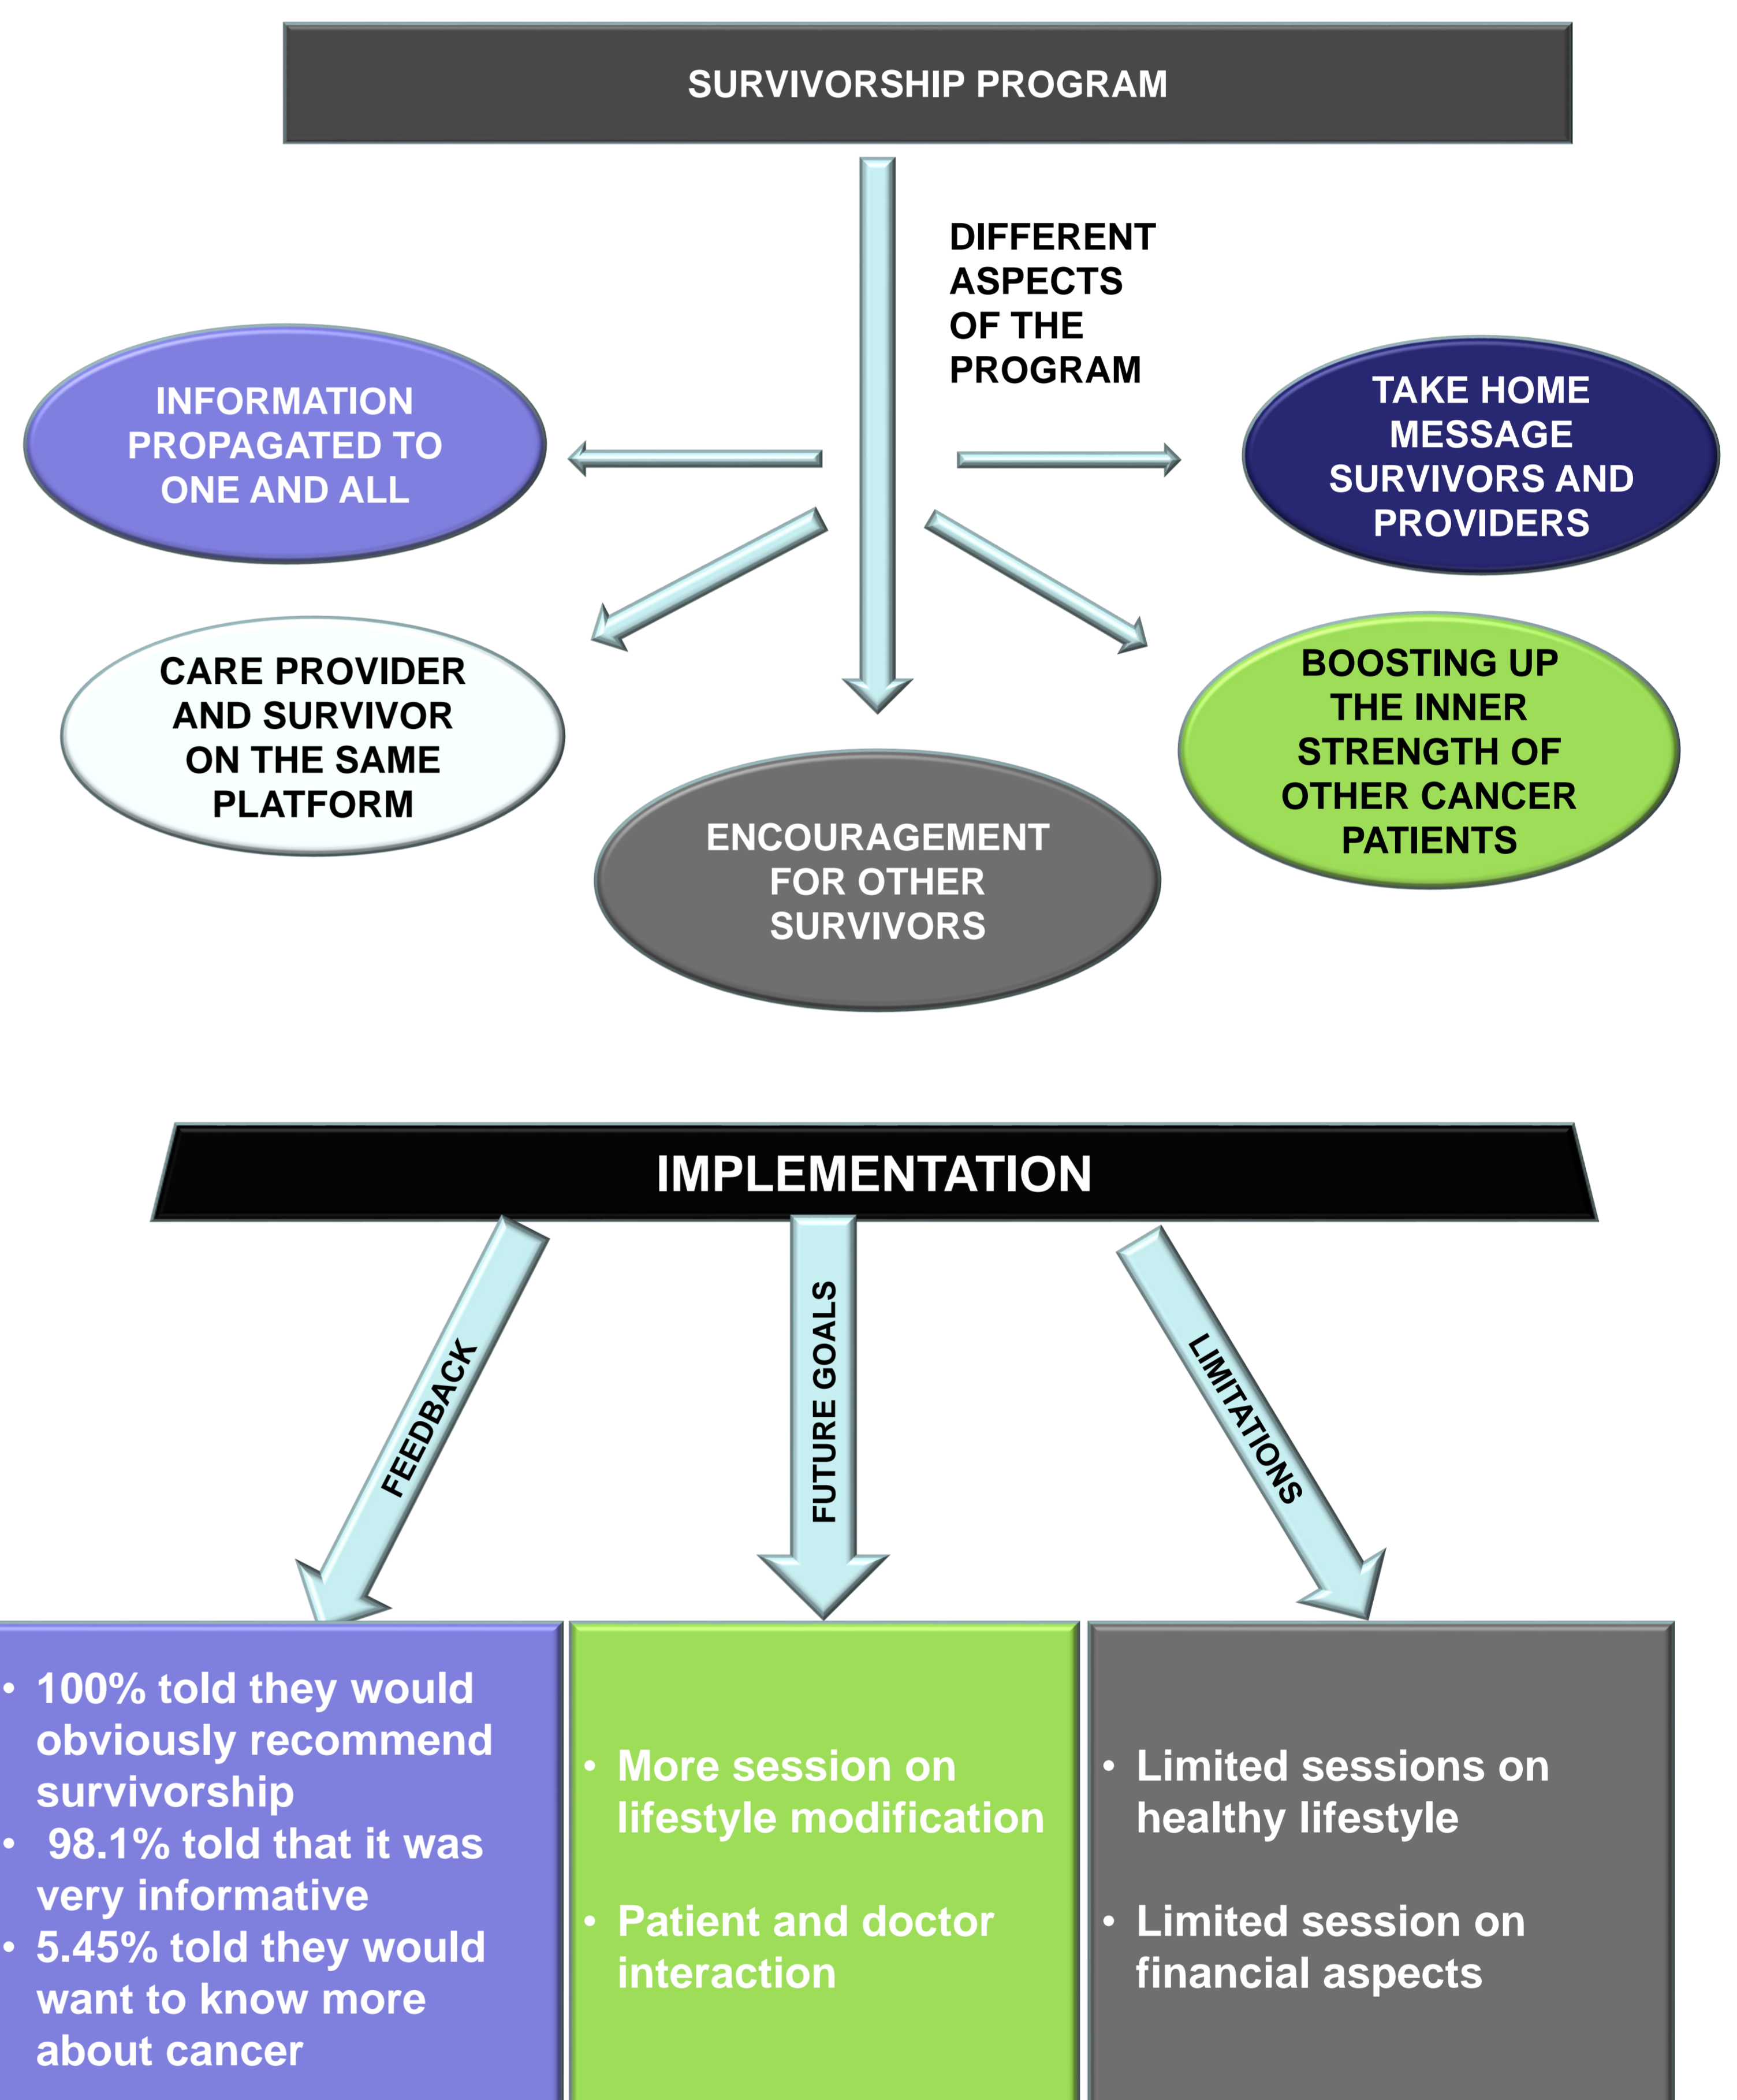 SURVIVORSHIP PROGRAM
DIFFERENT
ASPECTS
OF THE
PROGRAM
INFORMATION
PROPAGATED TO
ONE AND ALL
TAKE HOME
MESSAGE
SURVIVORS AND
PROVIDERS
CARE PROVIDER
AND SURVIVOR
ON THE SAME
PLATFORM
BOOSTING UP
THE INNER
STRENGTH OF
OTHER CANCER
PATIENTS
ENCOURAGEMENT
FOR OTHER
SURVIVORS
IMPLEMENTATION
FEEDBACK
FUTURE GOALS
LIMITATIONS
• 100% told they would
obviously recommend
survivorship
• 98.1% told that it was
very informative
• 5.45% told they would
want to know more
about cancer
• More session on
lifestyle modification
• Patient and doctor
interaction
• Limited sessions on
healthy lifestyle
• Limited session on
financial aspects